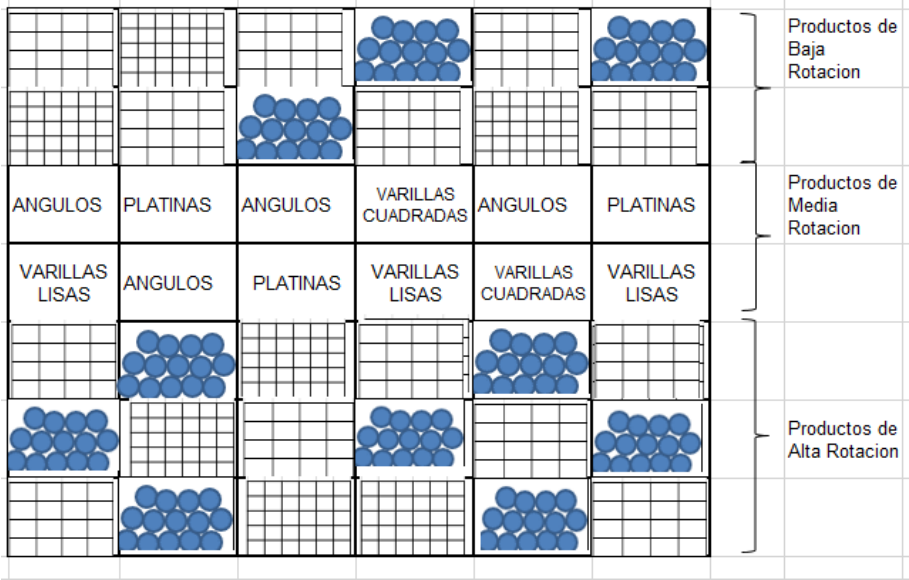 Productos de
Baja
Rotacion
ANGULOS PLATINAS ANGULOS VARILLAS CUADRADAS ANGULOS PLATINAS
Productos de
Media
Rotacion
VARILLAS LISAS ANGULOS PLATINAS VARILLAS LISAS VARILLAS CUADRADAS VARILLAS LISAS
Productos de
Alta Rotacion